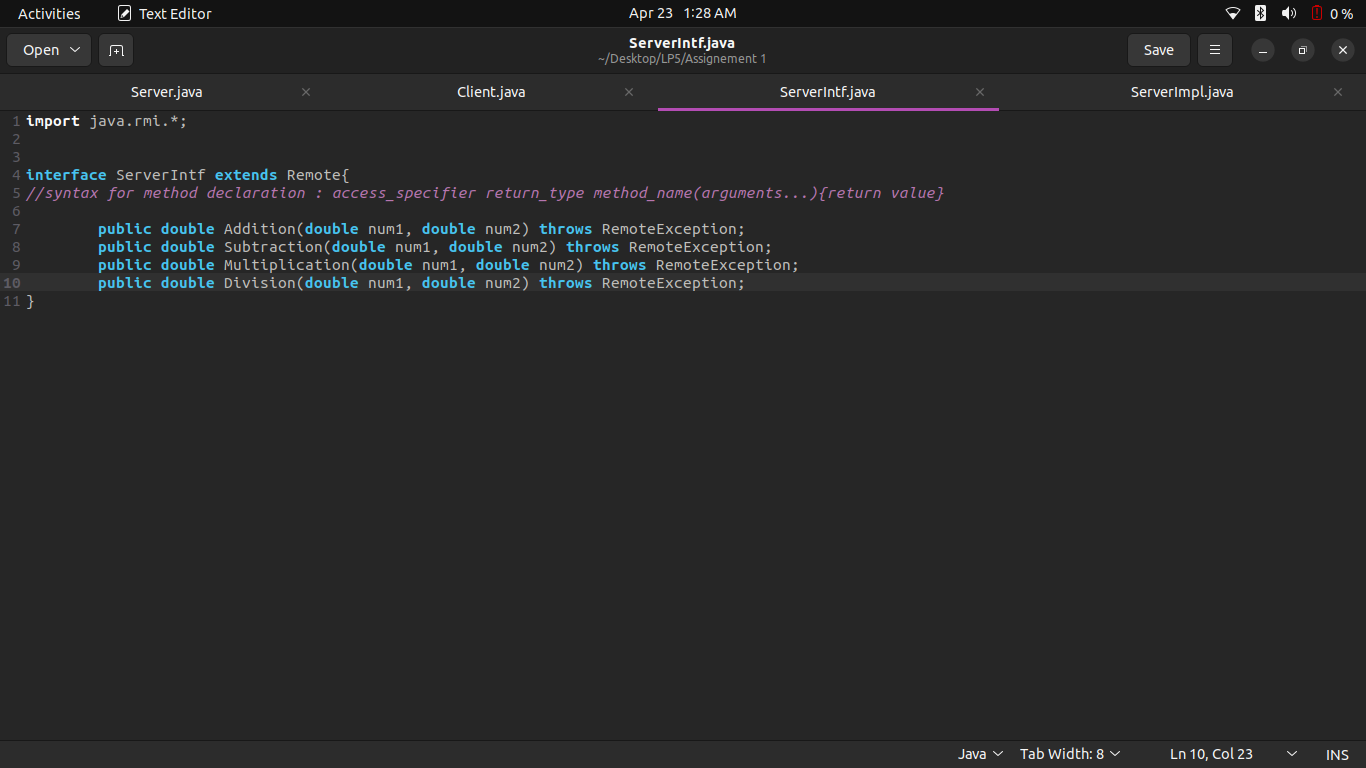 Activities Text Editor Apr 23 1:28 AM 0 %
Open ServerIntf.java Save
~/Desktop/LP5/Assignement 1
Server.java Client.java ServerIntf.java ServerImpl.java
1 import java.rmi.*;
2
3
4 interface ServerIntf extends Remote{
5 //syntax for method declaration : access_specifier return_type method_name(arguments...){return value}
6
7 public double Addition(double num1, double num2) throws RemoteException;
8 public double Subtraction(double num1, double num2) throws RemoteException;
9 public double Multiplication(double num1, double num2) throws RemoteException;
10 public double Division(double num1, double num2) throws RemoteException;
11 }
Java Tab Width: 8 Ln 10, Col 23 INS